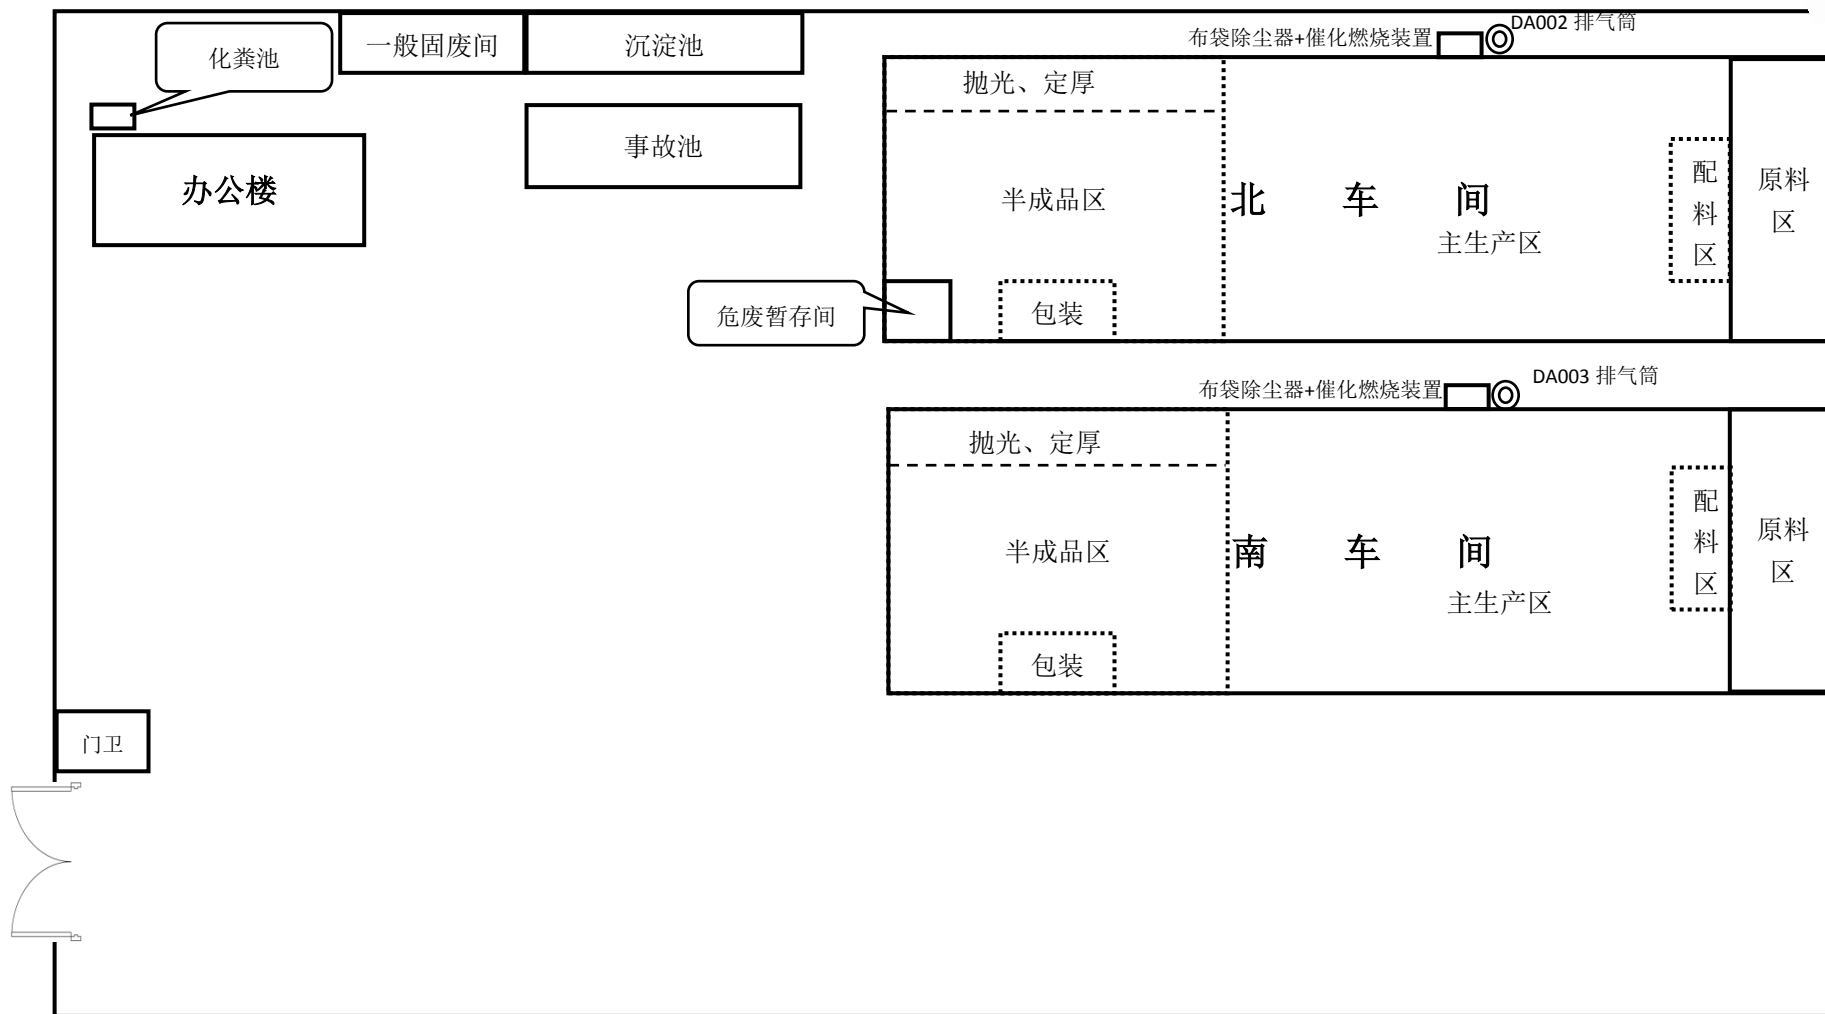 DA002 排气筒
布袋除尘器+催化燃烧装置
一般固废间
沉淀池
化粪池
抛光、定厚
事故池
办公楼
半成品区
北 车 间
主生产区
配
料
区
原料
区
危废暂存间
包装
DA003 排气筒
布袋除尘器+催化燃烧装置
抛光、定厚
半成品区
南 车 间
主生产区
配
料
区
原料
区
包装
门卫